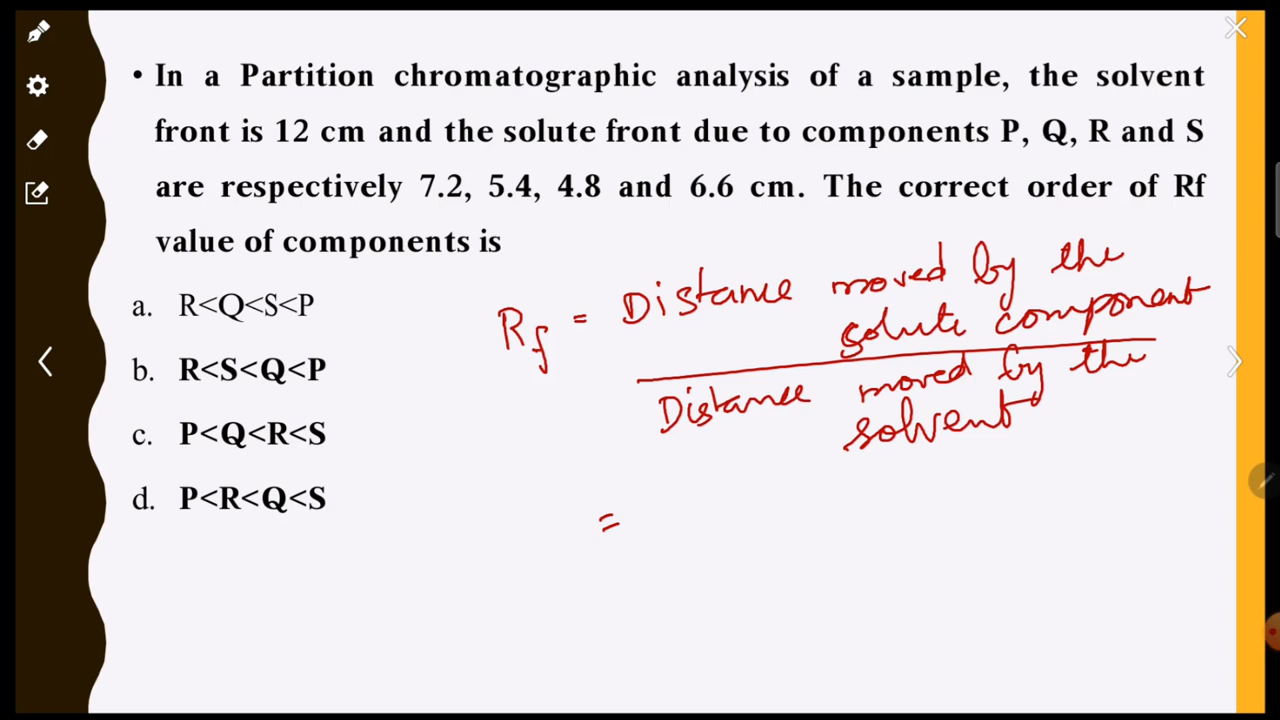 • In a Partition chromatographic analysis of a sample, the solvent
front is 12 cm and the solute front due to components P, Q, R and S
are respectively 7.2, 5.4, 4.8 and 6.6 cm. The correct order of Rf
value of components is
a. R<Q<S<P
b. R<S<Q<P
c. P<Q<R<S
d. P<R<Q<S
Rf = Distance moved by the
solute component
Distance moved by the
solvent
=